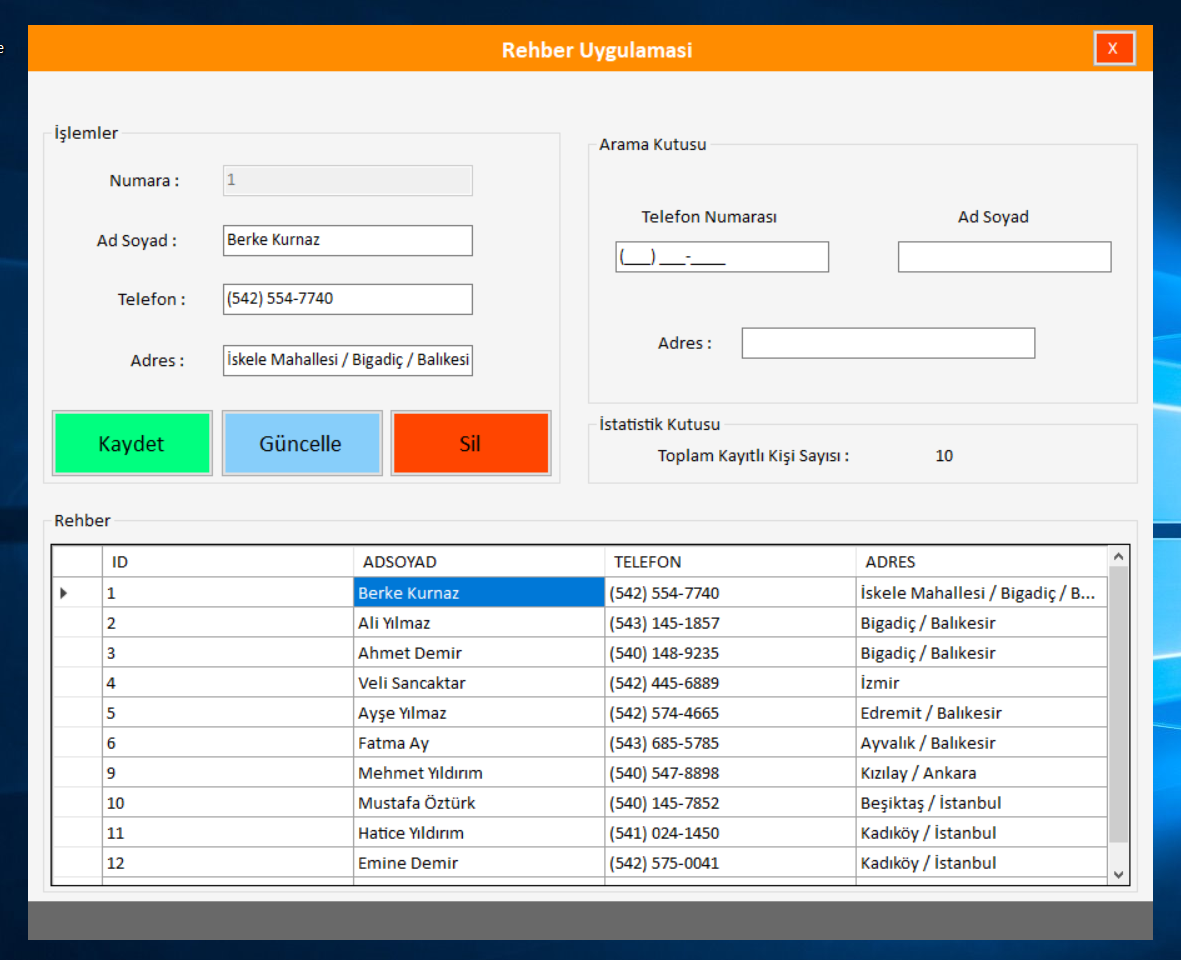 e
Rehber Uygulamasi
X
İşlemler
Numara :
1
Ad Soyad :
Berke Kurnaz
Telefon :
(542) 554-7740
Adres :
İskele Mahallesi / Bigadiç / Balıkesi
Kaydet
Güncelle
Sil
Arama Kutusu
Telefon Numarası
Ad Soyad
(___) ___-____
Adres :
İstatistik Kutusu
Toplam Kayıtlı Kişi Sayısı :
10
Rehber
ID ADSOYAD TELEFON ADRES
1 Berke Kurnaz (542) 554-7740 İskele Mahallesi / Bigadiç / B...
2 Ali Yılmaz (543) 145-1857 Bigadiç / Balıkesir
3 Ahmet Demir (540) 148-9235 Bigadiç / Balıkesir
4 Veli Sancaktar (542) 445-6889 İzmir
5 Ayşe Yılmaz (542) 574-4665 Edremit / Balıkesir
6 Fatma Ay (543) 685-5785 Ayvalık / Balıkesir
9 Mehmet Yıldırım (540) 547-8898 Kızılay / Ankara
10 Mustafa Öztürk (540) 145-7852 Beşiktaş / İstanbul
11 Hatice Yıldırım (541) 024-1450 Kadıköy / İstanbul
12 Emine Demir (542) 575-0041 Kadıköy / İstanbul